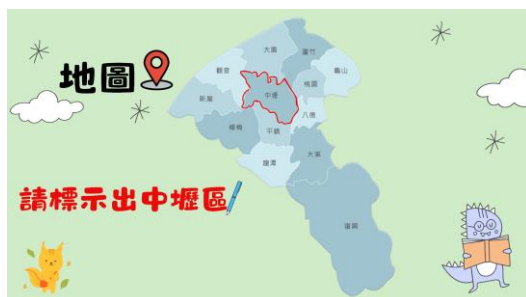 地圖
大園
蘆竹
觀音
龜山
桃園
中壢
新屋
八德
楊梅
平鎮
大溪
龍潭
復興
請標示出中壢區